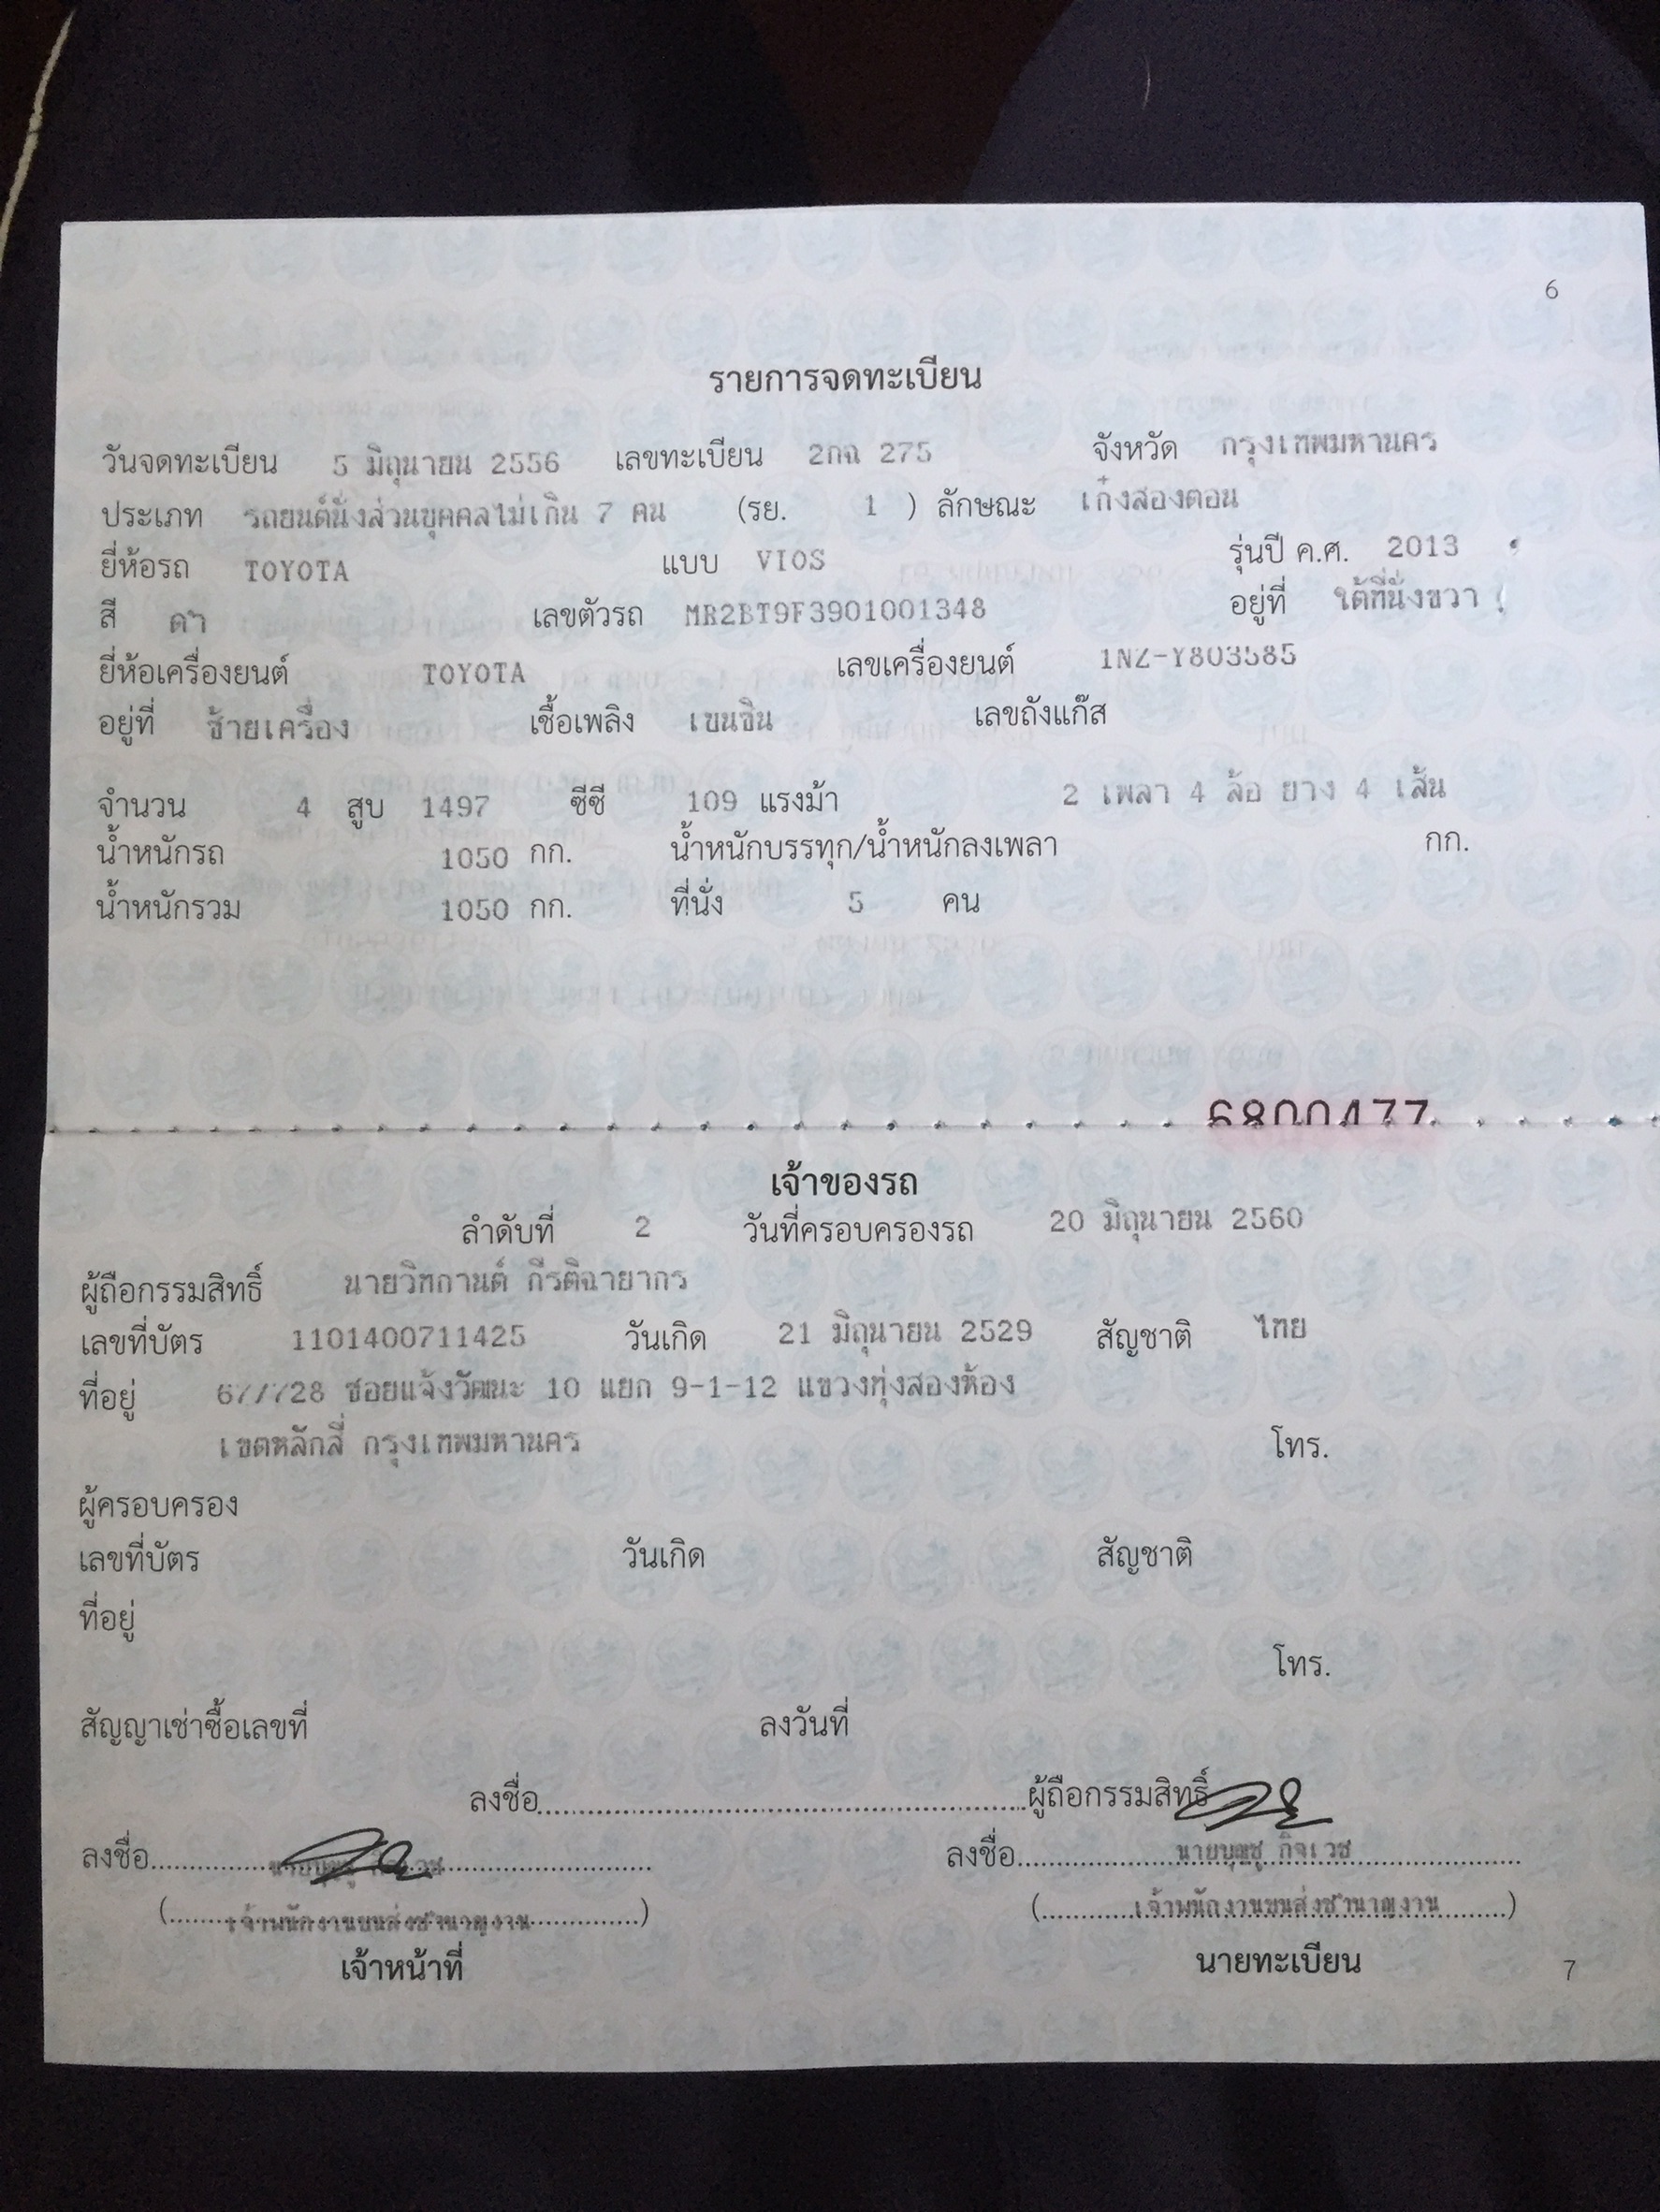 6
รายการจดทะเบียน
วันจดทะเบียน 5 มิถุนายน 2556 เลขทะเบียน 2กฉ 275 จังหวัด กรุงเทพมหานคร
ประเภท รถยนต์นั่งส่วนบุคคลไม่เกิน 7 คน (รย. 1 ) ลักษณะ เก๋งสองตอน
ยี่ห้อรถ TOYOTA แบบ VIOS รุ่นปี ค.ศ. 2013
สี ดำ เลขตัวรถ MR2BT9F3901001348 อยู่ที่ ใต้ที่นั่งขวา
ยี่ห้อเครื่องยนต์ TOYOTA เลขเครื่องยนต์ 1NZ-Y803585
อยู่ที่ ซ้ายเครื่อง เชื้อเพลิง เบนซิน เลขถังแก๊ส
จำนวน 4 สูบ 1497 ซีซี 109 แรงม้า 2 เพลา 4 ล้อ ยาง 4 เส้น
น้ำหนักรถ 1050 กก. น้ำหนักบรรทุก/น้ำหนักลงเพลา กก.
น้ำหนักรวม 1050 กก. ที่นั่ง 5 คน
6800477
เจ้าของรถ
ลำดับที่ 2 วันที่ครอบครองรถ 20 มิถุนายน 2560
ผู้ถือกรรมสิทธิ์ นายวิทกานต์ กีรติฉายากร
เลขที่บัตร 1101400711425 วันเกิด 21 มิถุนายน 2529 สัญชาติ ไทย
ที่อยู่ 677728 ซอยแจ้งวัฒนะ 10 แยก 9-1-12 แขวงทุ่งสองห้อง
เขตหลักสี่ กรุงเทพมหานคร โทร.
ผู้ครอบครอง
เลขที่บัตร วันเกิด สัญชาติ
ที่อยู่
โทร.
สัญญาเช่าซื้อเลขที่ ลงวันที่
ลงชื่อ ผู้ถือกรรมสิทธิ์
ลงชื่อ นายบุญชู กิจเวช ลงชื่อ นายบุญชู กิจเวช
(เจ้าพนักงานขนส่งชำนาญงาน) (เจ้าพนักงานขนส่งชำนาญงาน)
เจ้าหน้าที่ นายทะเบียน 7